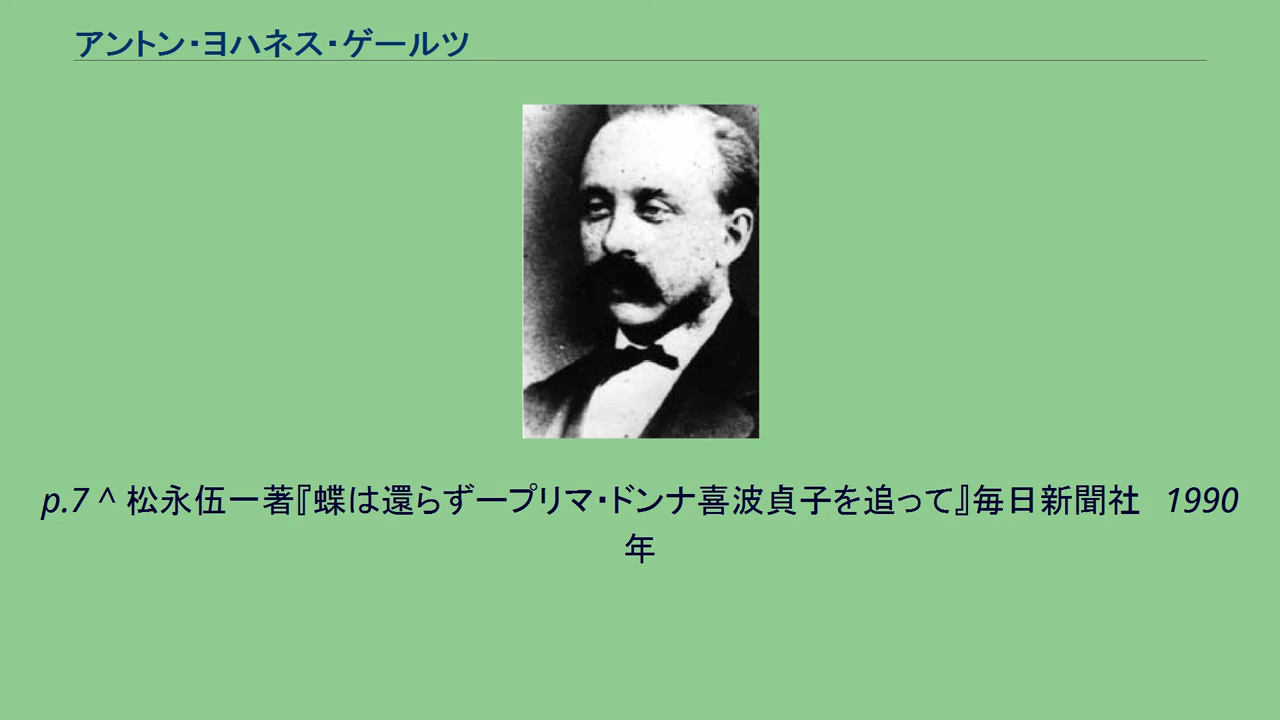 アントン・ヨハネス・ゲールツ
p.7 ^ 松永伍一著『蝶は還らず一プリマ・ドンナ喜波貞子を追って』毎日新聞社 1990
年